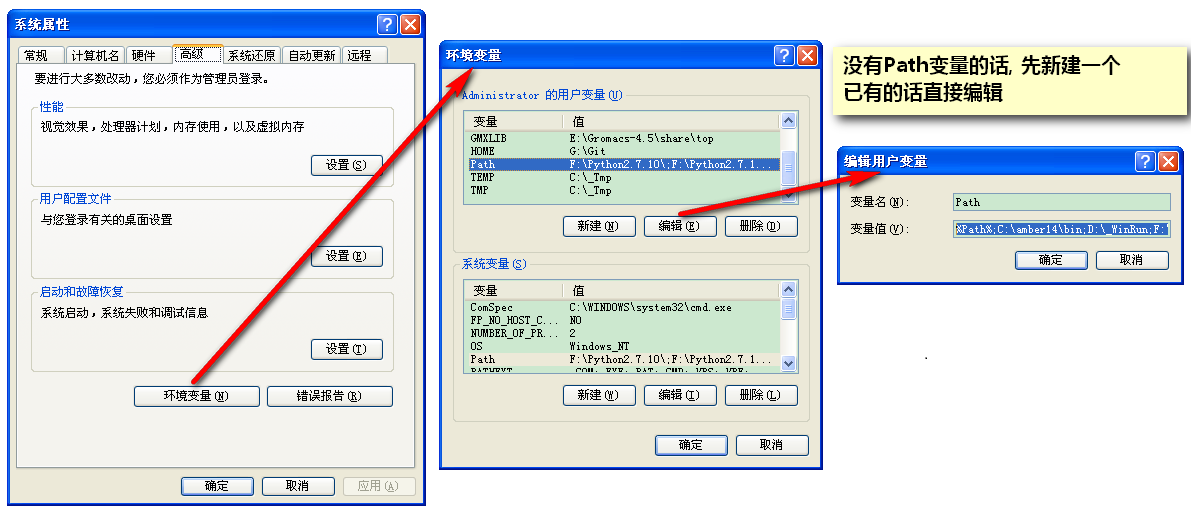 系统属性
常规
计算机名
硬件
高级
系统还原
自动更新
远程
要进行大多数改动，您必须作为管理员登录。
性能
视觉效果，处理器计划，内存使用，以及虚拟内存
设置(S)
用户配置文件
与您登录有关的桌面设置
设置(E)
启动和故障恢复
系统启动，系统失败和调试信息
设置(T)
环境变量(N)
错误报告(R)
确定
取消
应用(A)
环境变量
Administrator 的用户变量(U)
变量 值
GMXLIB E:\Gromacs-4.5\share\top
HOME G:\Git
Path F:\Python2.7.10\;F:\Python2.7.1...
TEMP C:\_Tmp
TMP C:\_Tmp
新建(N)
编辑(E)
删除(D)
系统变量(S)
变量 值
ComSpec C:\WINDOWS\system32\cmd.exe
FP_NO_HOST_C... NO
NUMBER_OF_PR... 2
OS Windows_NT
Path F:\Python2.7.10\;F:\Python2.7.1...
新建(W)
编辑(I)
删除(L)
确定
取消
没有Path变量的话, 先新建一个
已有的话直接编辑
编辑用户变量
变量名(N):
Path
变量值(V):
%Path%;C:\amber14\bin;D:\_WinRun;F:
确定
取消